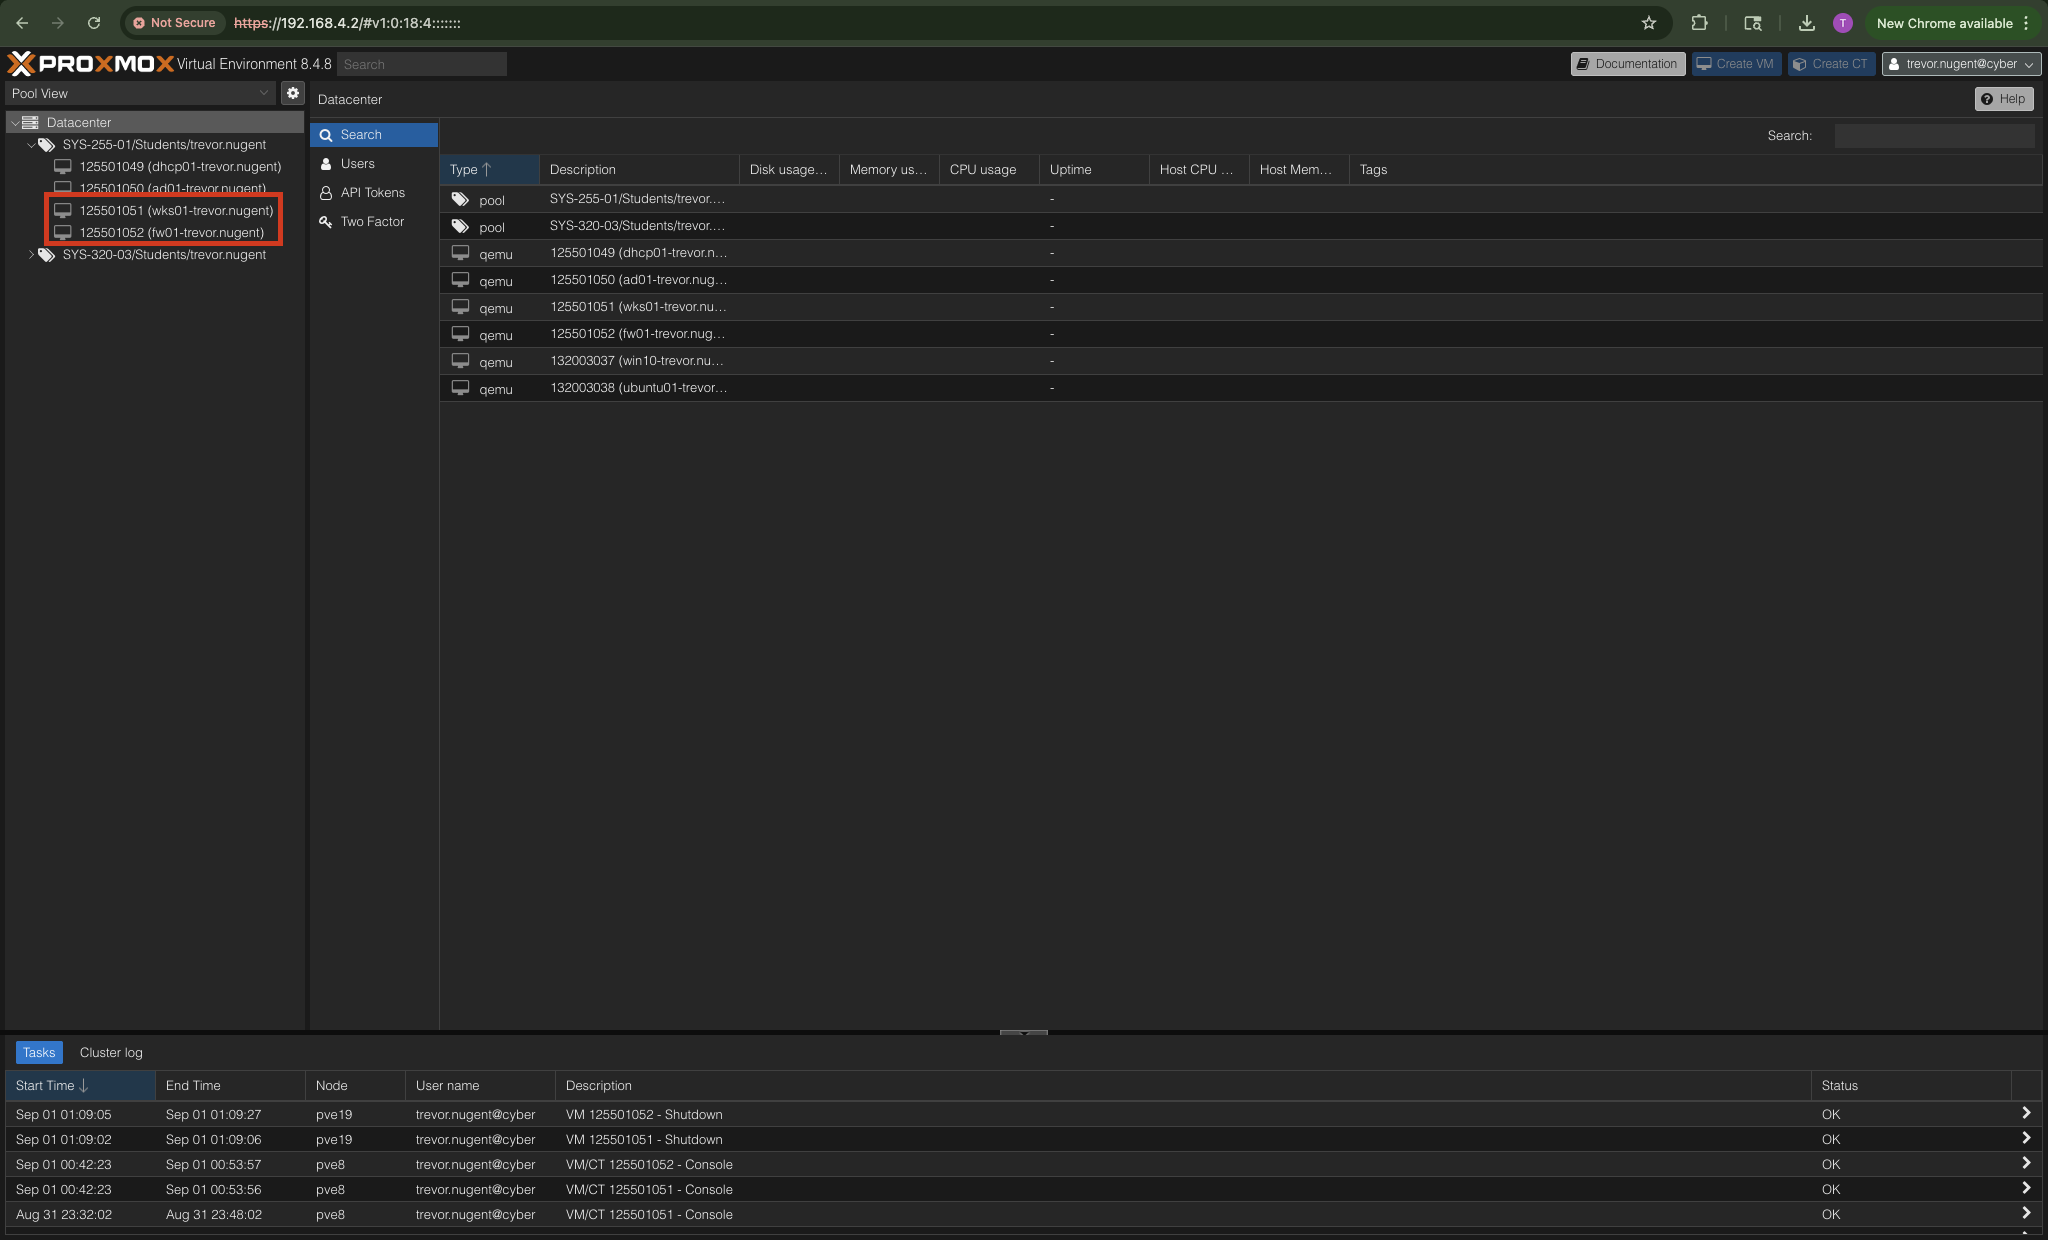 Not Secure https://192.168.4.2/#v1:0:18:4::::::: T New Chrome available
PROXMOX Virtual Environment 8.4.8 Search Documentation Create VM Create CT trevor.nugent@cyber
Pool View
Datacenter
SYS-255-01/Students/trevor.nugent
125501049 (dhcp01-trevor.nugent)
125501050 (ad01-trevor.nugent)
125501051 (wks01-trevor.nugent)
125501052 (fw01-trevor.nugent)
SYS-320-03/Students/trevor.nugent
Datacenter Help
Search
Users
API Tokens
Two Factor
Search:
Type Description Disk usage... Memory us... CPU usage Uptime Host CPU ... Host Mem... Tags
pool SYS-255-01/Students/trevor.... -
pool SYS-320-03/Students/trevor.... -
qemu 125501049 (dhcp01-trevor.n... -
qemu 125501050 (ad01-trevor.nug... -
qemu 125501051 (wks01-trevor.nu... -
qemu 125501052 (fw01-trevor.nug... -
qemu 132003037 (win10-trevor.nu... -
qemu 132003038 (ubuntu01-trevor... -
Tasks Cluster log
Start Time End Time Node User name Description Status
Sep 01 01:09:05 Sep 01 01:09:27 pve19 trevor.nugent@cyber VM 125501052 - Shutdown OK
Sep 01 01:09:02 Sep 01 01:09:06 pve19 trevor.nugent@cyber VM 125501051 - Shutdown OK
Sep 01 00:42:23 Sep 01 00:53:57 pve8 trevor.nugent@cyber VM/CT 125501052 - Console OK
Sep 01 00:42:23 Sep 01 00:53:56 pve8 trevor.nugent@cyber VM/CT 125501051 - Console OK
Aug 31 23:32:02 Aug 31 23:48:02 pve8 trevor.nugent@cyber VM/CT 125501051 - Console OK